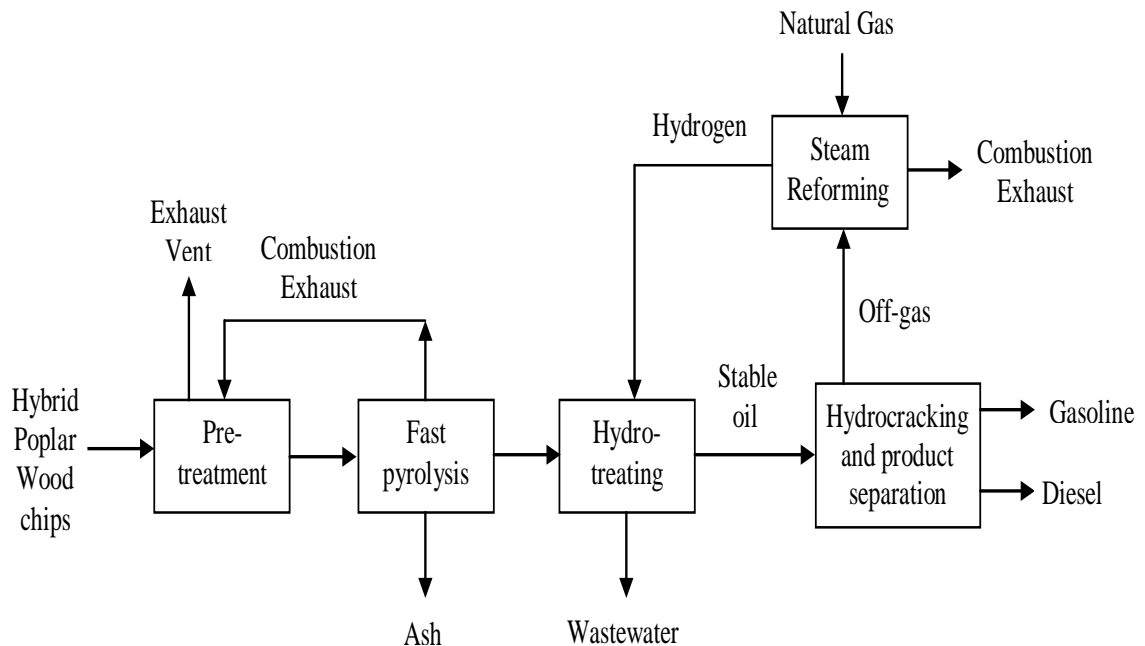 Natural Gas
Hydrogen
Steam
Reforming
Combustion
Exhaust
Exhaust
Vent
Combustion
Exhaust
Off-gas
Hybrid
Poplar
Wood
chips
Pre-
treatment
Fast
pyrolysis
Hydro-
treating
Stable
oil
Hydrocracking
and product
separation
Gasoline
Diesel
Ash
Wastewater